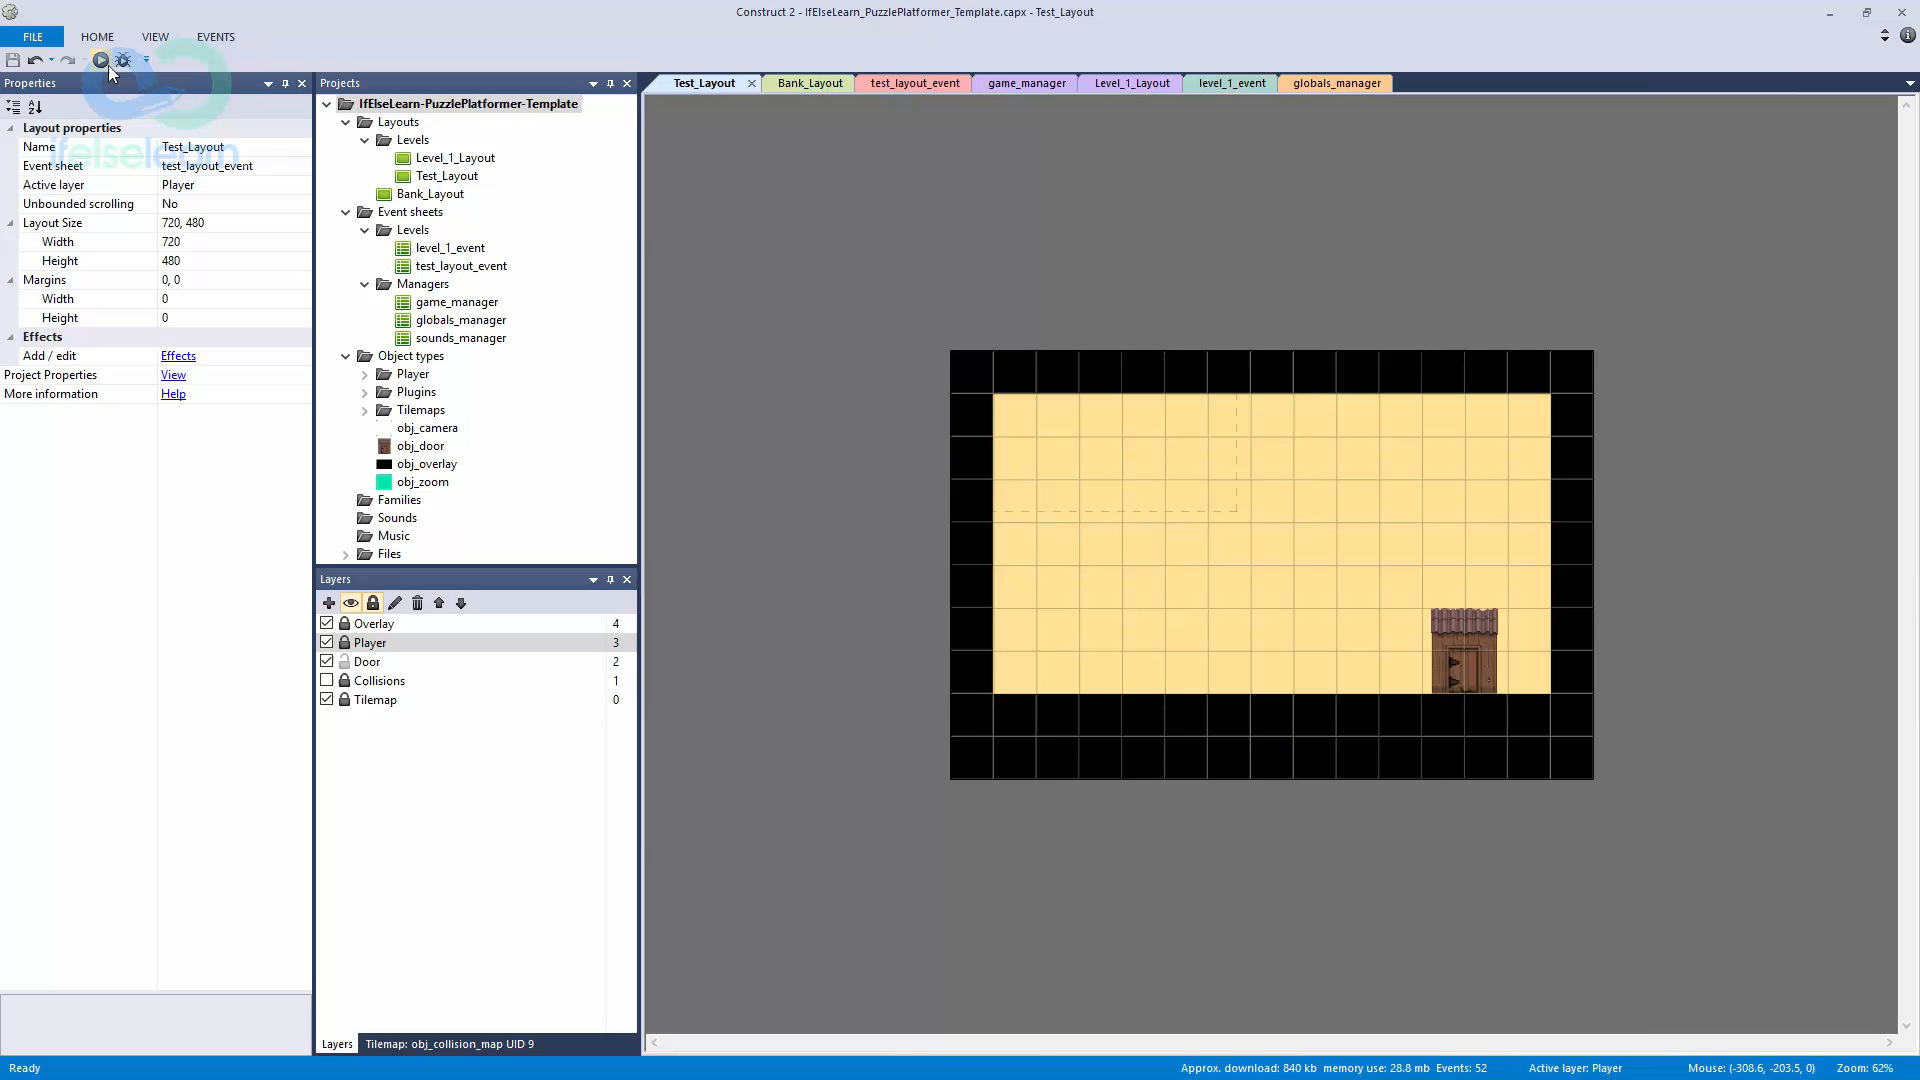 Construct 2 - IfElseLearn_PuzzlePlatformer_Template.capx - Test_Layout
FILE HOME VIEW EVENTS
Properties
Layout properties
Name Test_Layout
Event sheet test_layout_event
Active layer Player
Unbounded scrolling No
Layout Size 720, 480
Width 720
Height 480
Margins 0, 0
Width 0
Height 0
Effects
Add / edit Effects
Project Properties View
More information Help
ifelselearn
Projects
IfElseLearn-PuzzlePlatformer-Template
Layouts
Levels
Level_1_Layout
Test_Layout
Bank_Layout
Event sheets
Levels
level_1_event
test_layout_event
Managers
game_manager
globals_manager
sounds_manager
Object types
Player
Plugins
Tilemaps
obj_camera
obj_door
obj_overlay
obj_zoom
Families
Sounds
Music
Files
Layers
Overlay 4
Player 3
Door 2
Collisions 1
Tilemap 0
Layers Tilemap: obj_collision_map UID 9
Test_Layout Bank_Layout test_layout_event game_manager Level_1_Layout level_1_event globals_manager
Ready Approx. download: 840 kb memory use: 28.8 mb Events: 52 Active layer: Player Mouse: (-308.6, -203.5, 0) Zoom: 62%